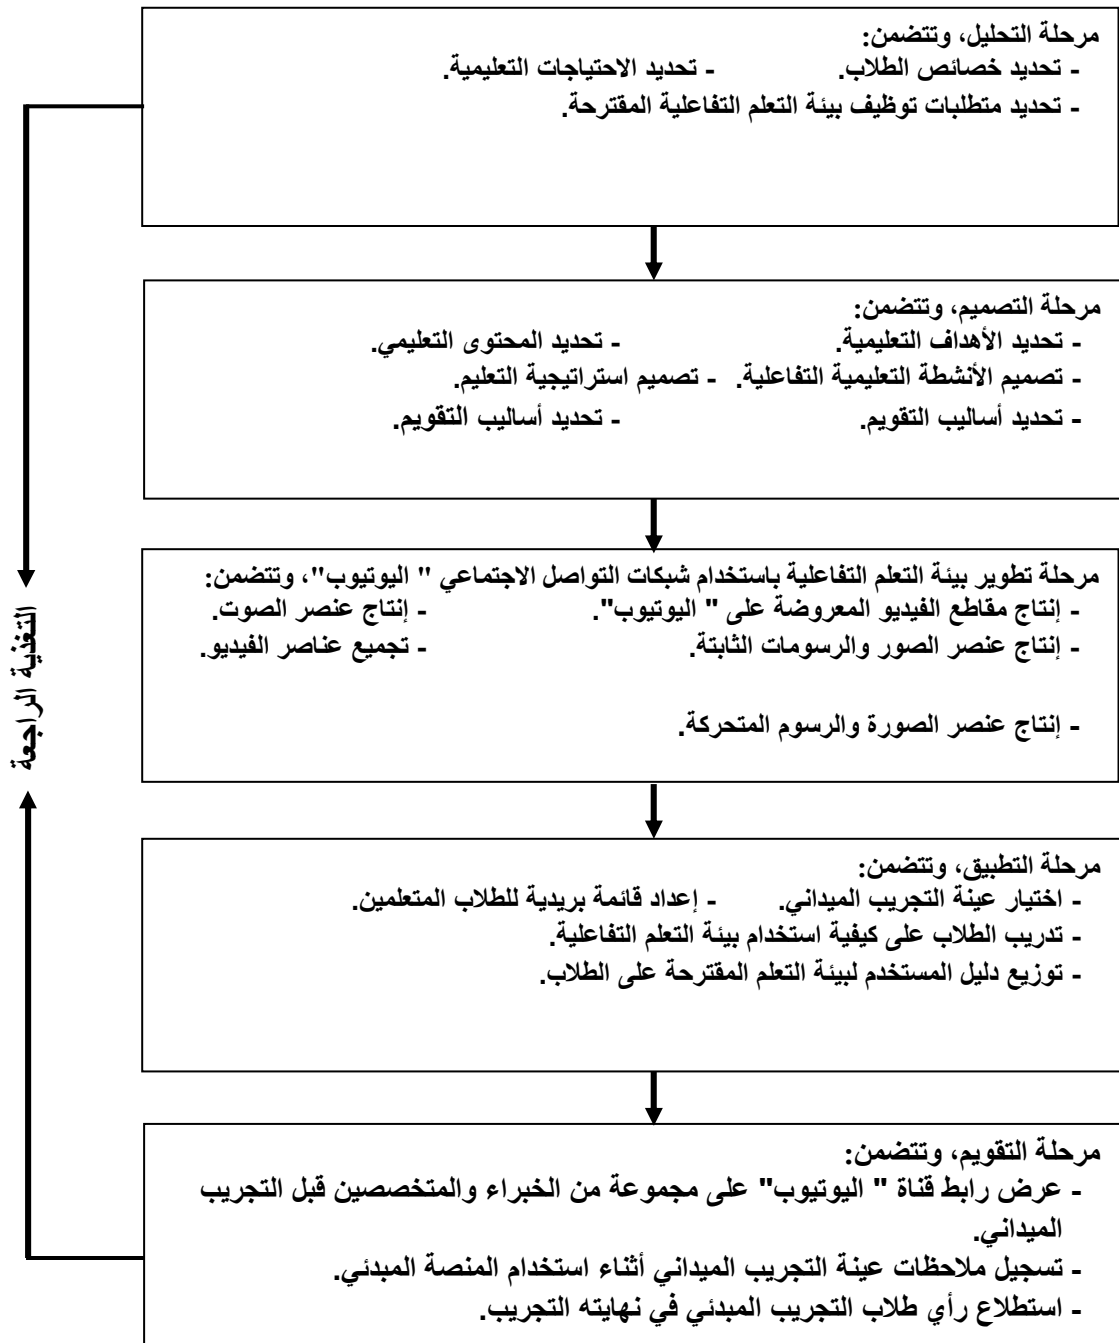 مرحلة التحليل، وتتضمن:
- تحديد خصائص الطلاب. - تحديد الاحتياجات التعليمية.
- تحديد متطلبات توظيف بيئة التعلم التفاعلية المقترحة.
مرحلة التصميم، وتتضمن:
- تحديد الأهداف التعليمية. - تحديد المحتوى التعليمي.
- تصميم الأنشطة التعليمية التفاعلية. - تصميم استراتيجية التعليم.
- تحديد أساليب التقويم. - تحديد أساليب التقويم.
مرحلة تطوير بيئة التعلم التفاعلية باستخدام شبكات التواصل الاجتماعي " اليوتيوب"، وتتضمن:
- إنتاج مقاطع الفيديو المعروضة على " اليوتيوب". - إنتاج عنصر الصوت.
- إنتاج عنصر الصور والرسومات الثابتة. - تجميع عناصر الفيديو.
- إنتاج عنصر الصورة والرسوم المتحركة.
مرحلة التطبيق، وتتضمن:
- اختيار عينة التجريب الميداني. - إعداد قائمة بريدية للطلاب المتعلمين.
- تدريب الطلاب على كيفية استخدام بيئة التعلم التفاعلية.
- توزيع دليل المستخدم لبيئة التعلم المقترحة على الطلاب.
مرحلة التقويم، وتتضمن:
- عرض رابط قناة " اليوتيوب" على مجموعة من الخبراء والمتخصصين قبل التجريب
الميداني.
- تسجيل ملاحظات عينة التجريب الميداني أثناء استخدام المنصة المبدئي.
- استطلاع رأي طلاب التجريب المبدئي في نهايته التجريب.
التغذية الراجعة